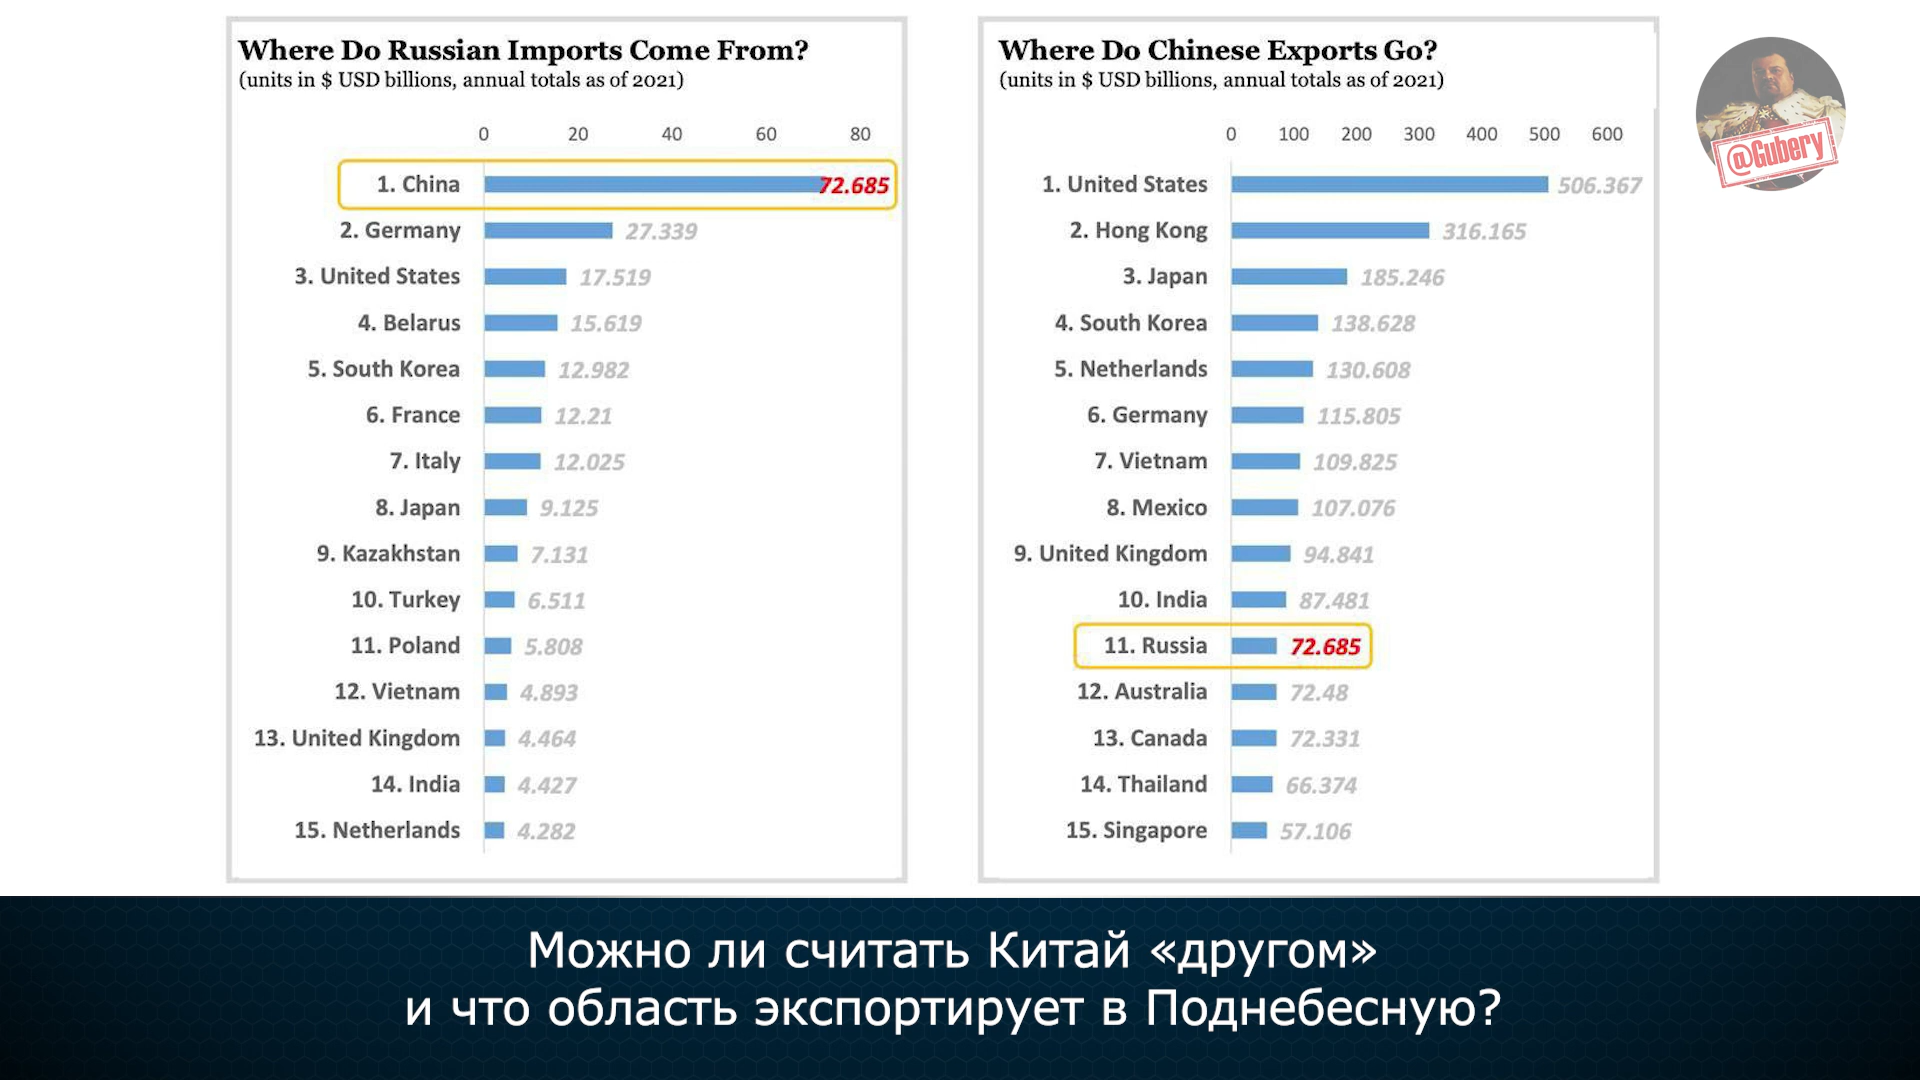 Where Do Russian Imports Come From?
(units in $ USD billions, annual totals as of 2021)
0 20 40 60 80
1. China 72.685
2. Germany 27.339
3. United States 17.519
4. Belarus 15.619
5. South Korea 12.982
6. France 12.21
7. Italy 12.025
8. Japan 9.125
9. Kazakhstan 7.131
10. Turkey 6.511
11. Poland 5.808
12. Vietnam 4.893
13. United Kingdom 4.464
14. India 4.427
15. Netherlands 4.282
Where Do Chinese Exports Go?
(units in $ USD billions, annual totals as of 2021)
0 100 200 300 400 500 600
1. United States 506.367
2. Hong Kong 316.165
3. Japan 185.246
4. South Korea 138.628
5. Netherlands 130.608
6. Germany 115.805
7. Vietnam 109.825
8. Mexico 107.076
9. United Kingdom 94.841
10. India 87.481
11. Russia 72.685
12. Australia 72.48
13. Canada 72.331
14. Thailand 66.374
15. Singapore 57.106
@Gubery
Можно ли считать Китай «другом»
и что область экспортирует в Поднебесную?